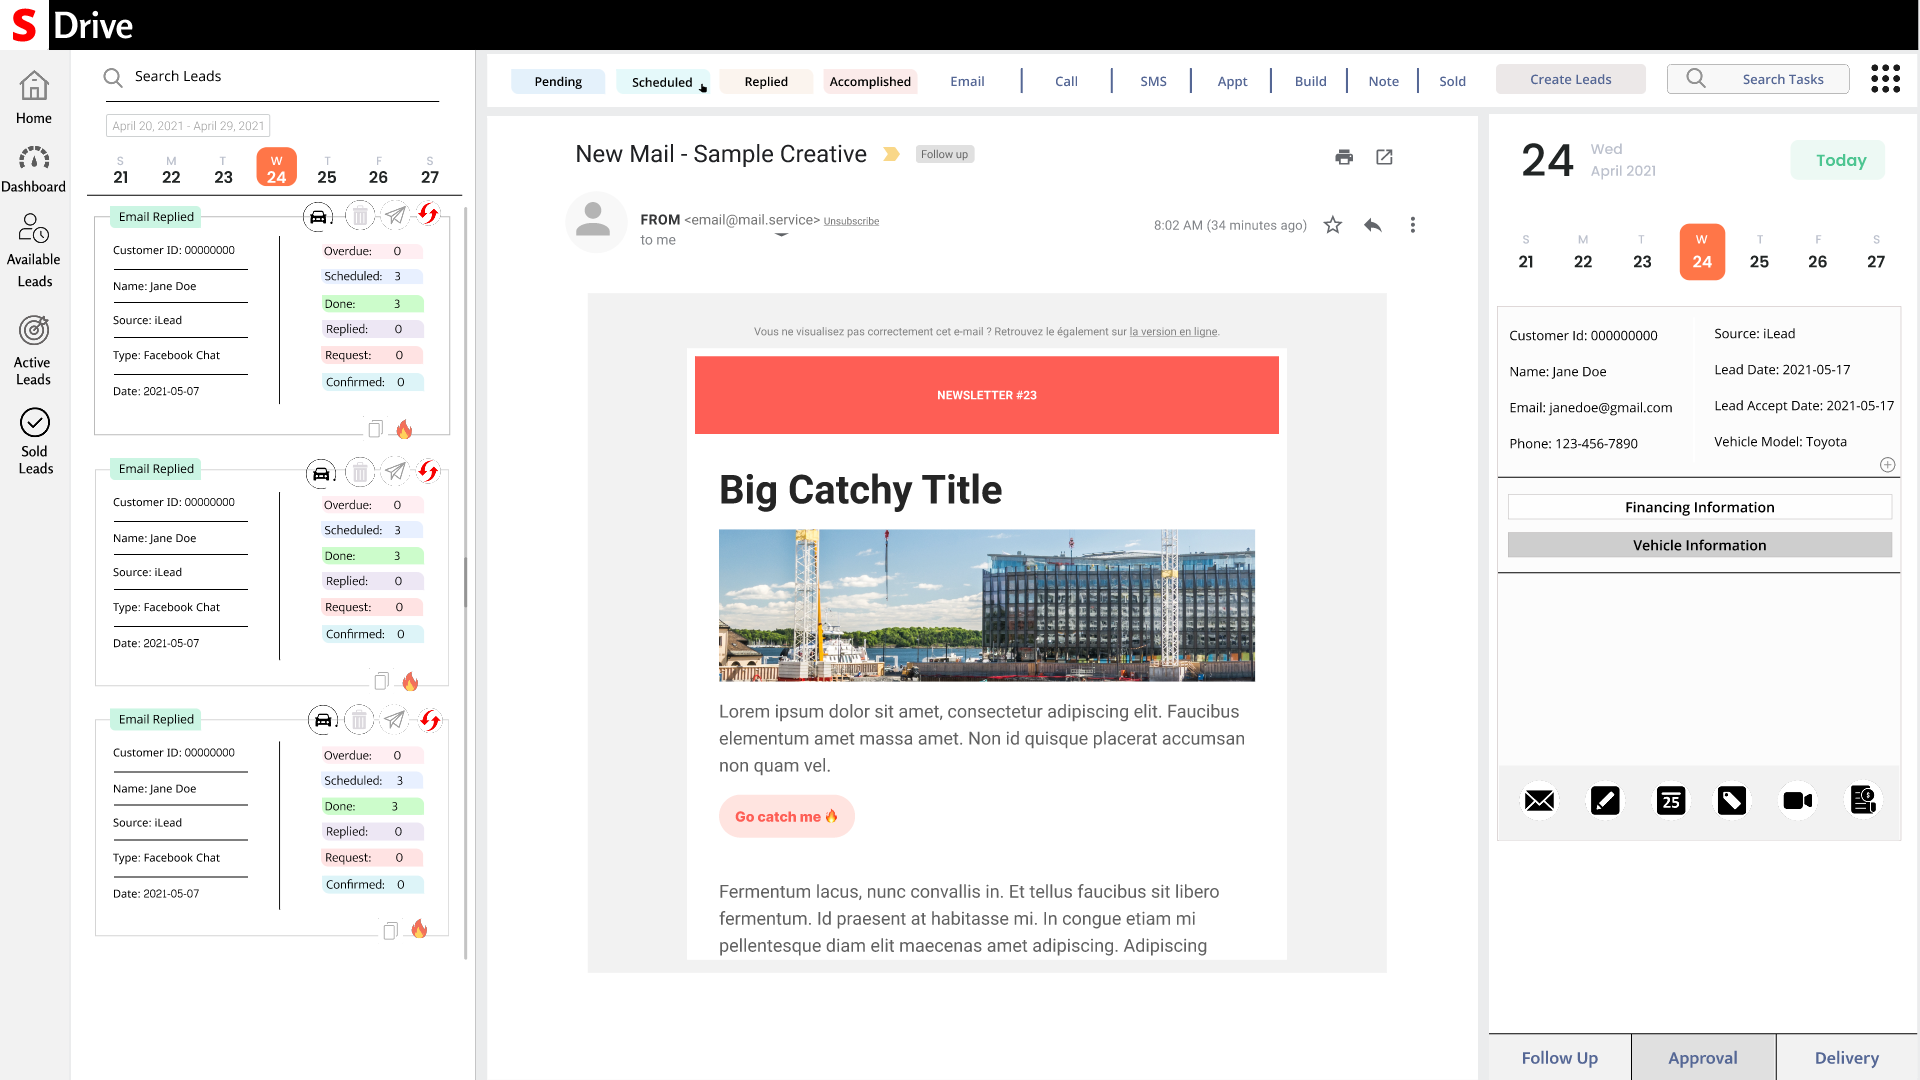 S Drive
Home
Dashboard
Available
Leads
Active
Leads
Sold
Leads
Search Leads
April 20, 2021 - April 29, 2021
S M T W T F S
21 22 23 24 25 26 27
Email Replied
Customer ID: 00000000
Name: Jane Doe
Source: iLead
Type: Facebook Chat
Date: 2021-05-07
Overdue: 0
Scheduled: 3
Done: 3
Replied: 0
Request: 0
Confirmed: 0
Email Replied
Customer ID: 00000000
Name: Jane Doe
Source: iLead
Type: Facebook Chat
Date: 2021-05-07
Overdue: 0
Scheduled: 3
Done: 3
Replied: 0
Request: 0
Confirmed: 0
Email Replied
Customer ID: 00000000
Name: Jane Doe
Source: iLead
Type: Facebook Chat
Date: 2021-05-07
Overdue: 0
Scheduled: 3
Done: 3
Replied: 0
Request: 0
Confirmed: 0
Pending Scheduled Replied Accomplished Email Call SMS Appt Build Note Sold Create Leads Search Tasks
New Mail - Sample Creative Follow up
FROM <email@mail.service> Unsubscribe
to me
8:02 AM (34 minutes ago)
Vous ne visualisez pas correctement cet e-mail ? Retrouvez le également sur la version en ligne.
NEWSLETTER #23
Big Catchy Title
Lorem ipsum dolor sit amet, consectetur adipiscing elit. Faucibus
elementum amet massa amet. Non id quisque placerat accumsan
non quam vel.
Go catch me 🔥
Fermentum lacus, nunc convallis in. Et tellus faucibus sit libero
fermentum. Id praesent at habitasse mi. In congue etiam mi
pellentesque diam elit maecenas amet adipiscing. Adipiscing
24
Wed
April 2021
Today
S M T W T F S
21 22 23 24 25 26 27
Customer Id: 000000000
Name: Jane Doe
Email: janedoe@gmail.com
Phone: 123-456-7890
Source: iLead
Lead Date: 2021-05-17
Lead Accept Date: 2021-05-17
Vehicle Model: Toyota
Financing Information
Vehicle Information
25
Follow Up Approval Delivery